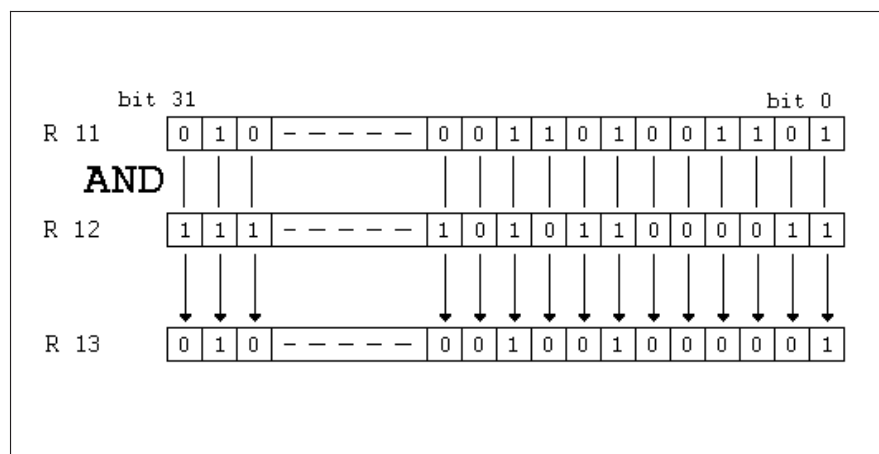 bit 31 bit 0
R 11 0 1 0 - - - - - 0 0 1 1 0 1 0 0 1 1 0 1
AND
R 12 1 1 1 - - - - - 1 0 1 0 1 1 0 0 0 0 1 1
R 13 0 1 0 - - - - - 0 0 1 0 0 1 0 0 0 0 0 1